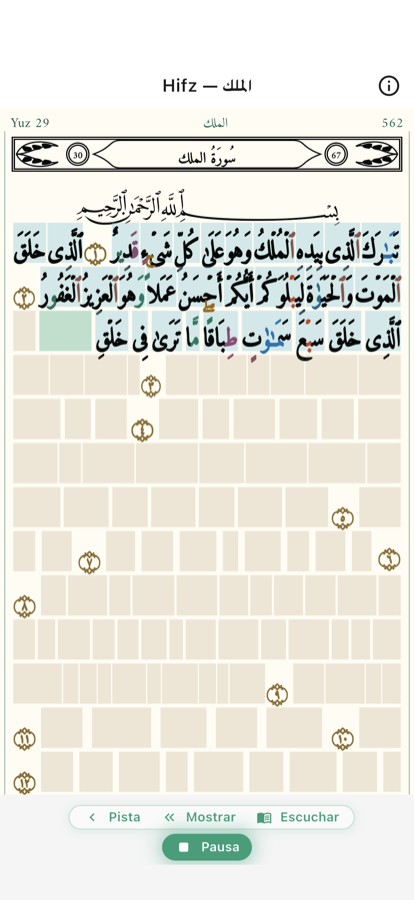 Hifz — الملك
Yuz 29
الملك
562
30
سُورَةُ الملك
67
بِسْمِ ٱللَّهِ ٱلرَّحْمَٰنِ ٱلرَّحِيمِ
تَبَٰرَكَ ٱلَّذِى بِيَدِهِ ٱلْمُلْكُ وَهُوَ عَلَىٰ كُلِّ شَىْءٍ قَدِيرٌ ١ ٱلَّذِى خَلَقَ
ٱلْمَوْتَ وَٱلْحَيَوٰةَ لِيَبْلُوَكُمْ أَيُّكُمْ أَحْسَنُ عَمَلًا وَهُوَ ٱلْعَزِيزُ ٱلْغَفُورُ ٢
ٱلَّذِى خَلَقَ سَبْعَ سَمَٰوَٰتٍ طِبَاقًا مَّا تَرَىٰ فِى خَلْقِ
٣
٤
٥
٦ ٧
٨
٩
١٠ ١١
١٢
Pista
Mostrar
Escuchar
Pausa